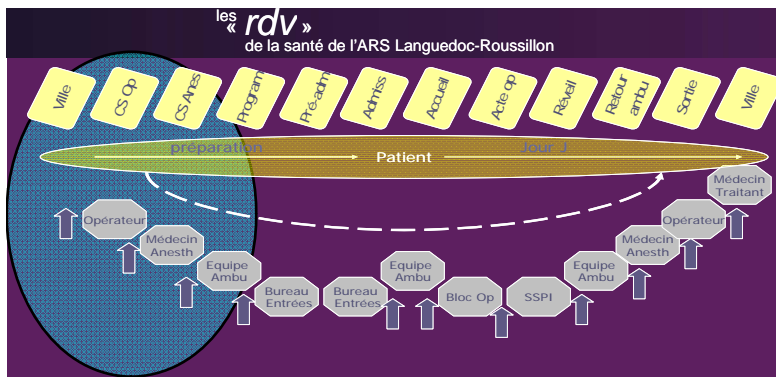 les
« rdv »
de la santé de l'ARS Languedoc-Roussillon
Ville
CS Op
CS Anes
Program
Pré-adm
Admiss
Accueil
Acte op
Réveil
Retour
ambu
Sortie
Ville
préparation
Patient
Jour J
Médecin
Traitant
Opérateur
Médecin
Anesth
Equipe
Ambu
Bureau
Entrées
Bureau
Entrées
Equipe
Ambu
Bloc Op
SSPI
Equipe
Ambu
Médecin
Anesth
Opérateur